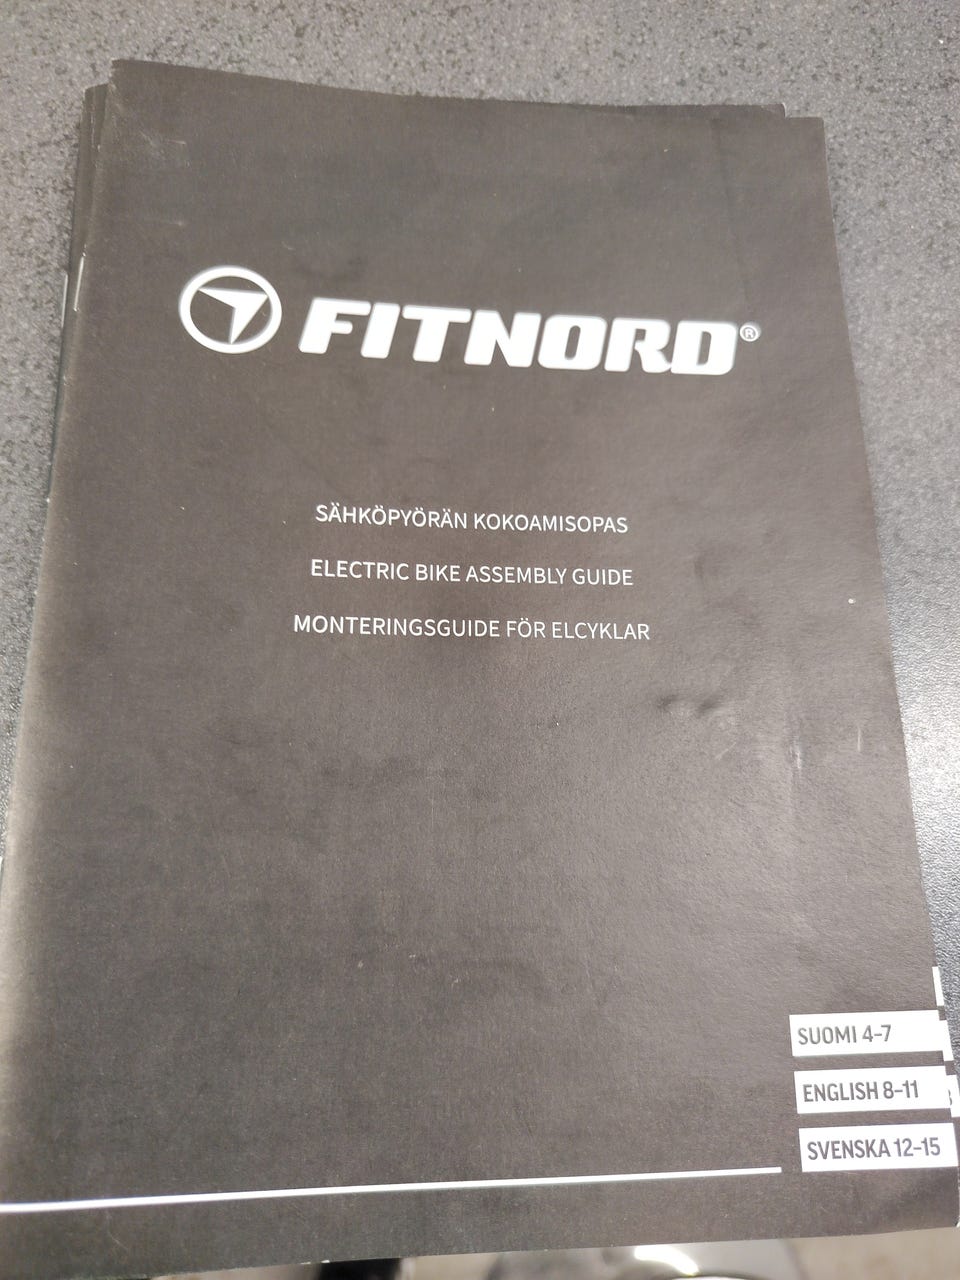 FITNORD®
SÄHKÖPYÖRÄN KOKOAMISOPAS
ELECTRIC BIKE ASSEMBLY GUIDE
MONTERINGSGUIDE FÖR ELCYKLAR
SUOMI 4-7
ENGLISH 8-11
SVENSKA 12-15